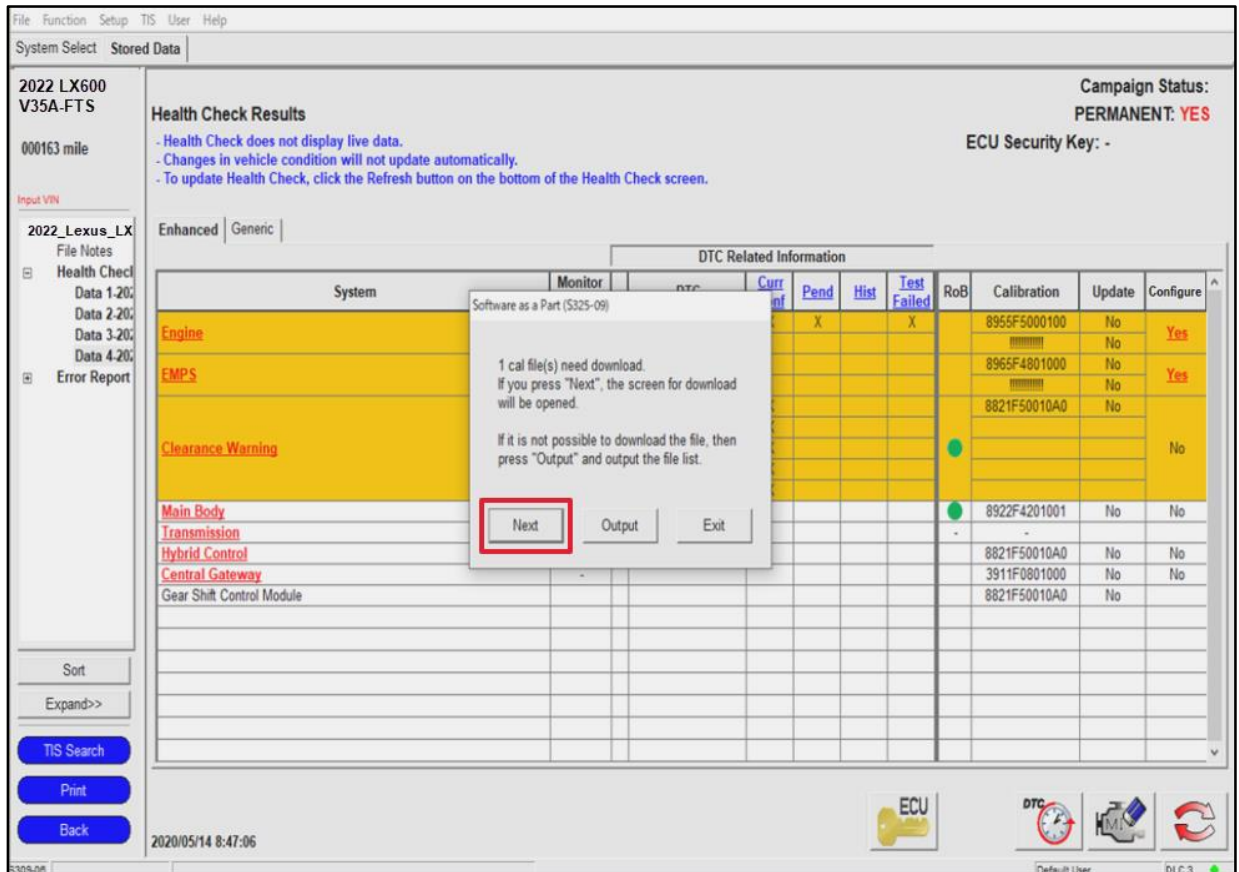 File Function Setup TIS User Help
System Select Stored Data
2022 LX600
V35A-FTS
000163 mile
Input VIN
2022_Lexus_LX
File Notes
Health Checl
Data 1-202
Data 2-202
Data 3-202
Data 4-202
Error Report
Sort
Expand>>
TIS Search
Print
Back
Health Check Results
- Health Check does not display live data.
- Changes in vehicle condition will not update automatically.
- To update Health Check, click the Refresh button on the bottom of the Health Check screen.
Campaign Status:
PERMANENT: YES
ECU Security Key: -
Enhanced Generic
DTC Related Information
System Monitor DTC Curr Pend Hist Test Failed RoB Calibration Update Configure
Engine X X 8955F5000100 No Yes
!!!!!!!!!!!! No
EMPS 8965F4801000 No Yes
!!!!!!!!!!!! No
Clearance Warning 8821F50010A0 No No
Main Body 8922F4201001 No No
Transmission - -
Hybrid Control 8821F50010A0 No No
Central Gateway - 3911F0801000 No No
Gear Shift Control Module 8821F50010A0 No
Software as a Part (S325-09)
1 cal file(s) need download.
If you press "Next", the screen for download
will be opened.
If it is not possible to download the file, then
press "Output" and output the file list.
Next Output Exit
ECU
DTC
MI
2020/05/14 8:47:06
S309-06 Default User DLC 3